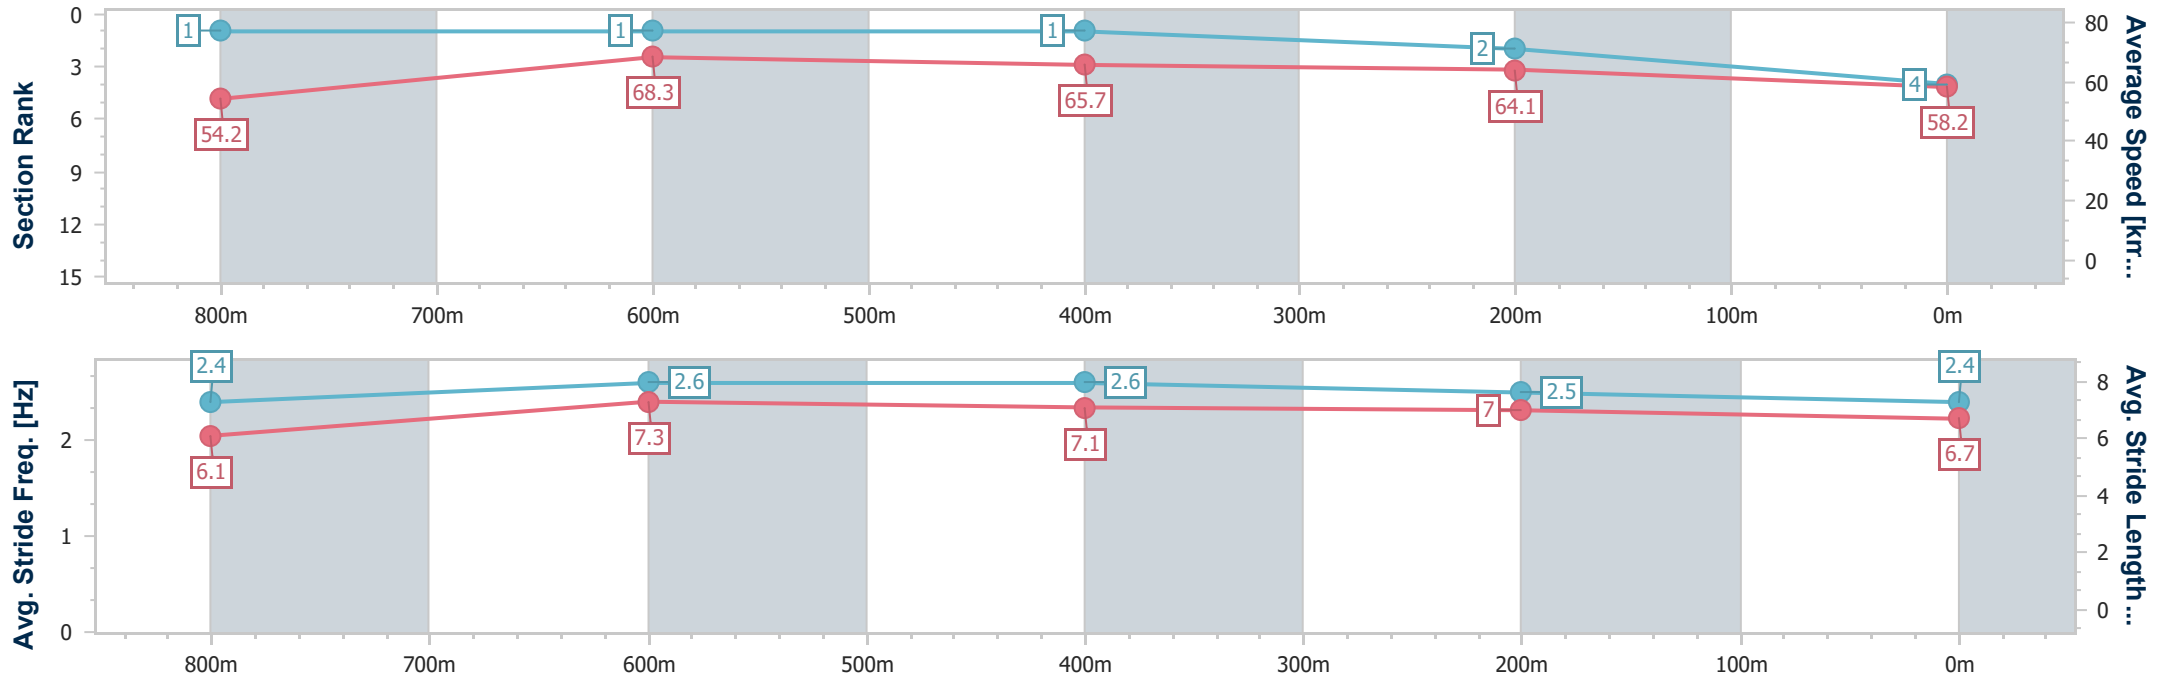 Section Rank
0
3
6
9
12
15
1
1
1
2
4
54.2
68.3
65.7
64.1
58.2
80
60
40
20
0
Average Speed [km...
800m
700m
600m
500m
400m
300m
200m
100m
0m
Avg. Stride Freq. [Hz]
2
1
0
2.4
2.6
2.6
2.5
2.4
6.1
7.3
7.1
7
6.7
8
6
4
2
0
Avg. Stride Length ...
800m
700m
600m
500m
400m
300m
200m
100m
0m